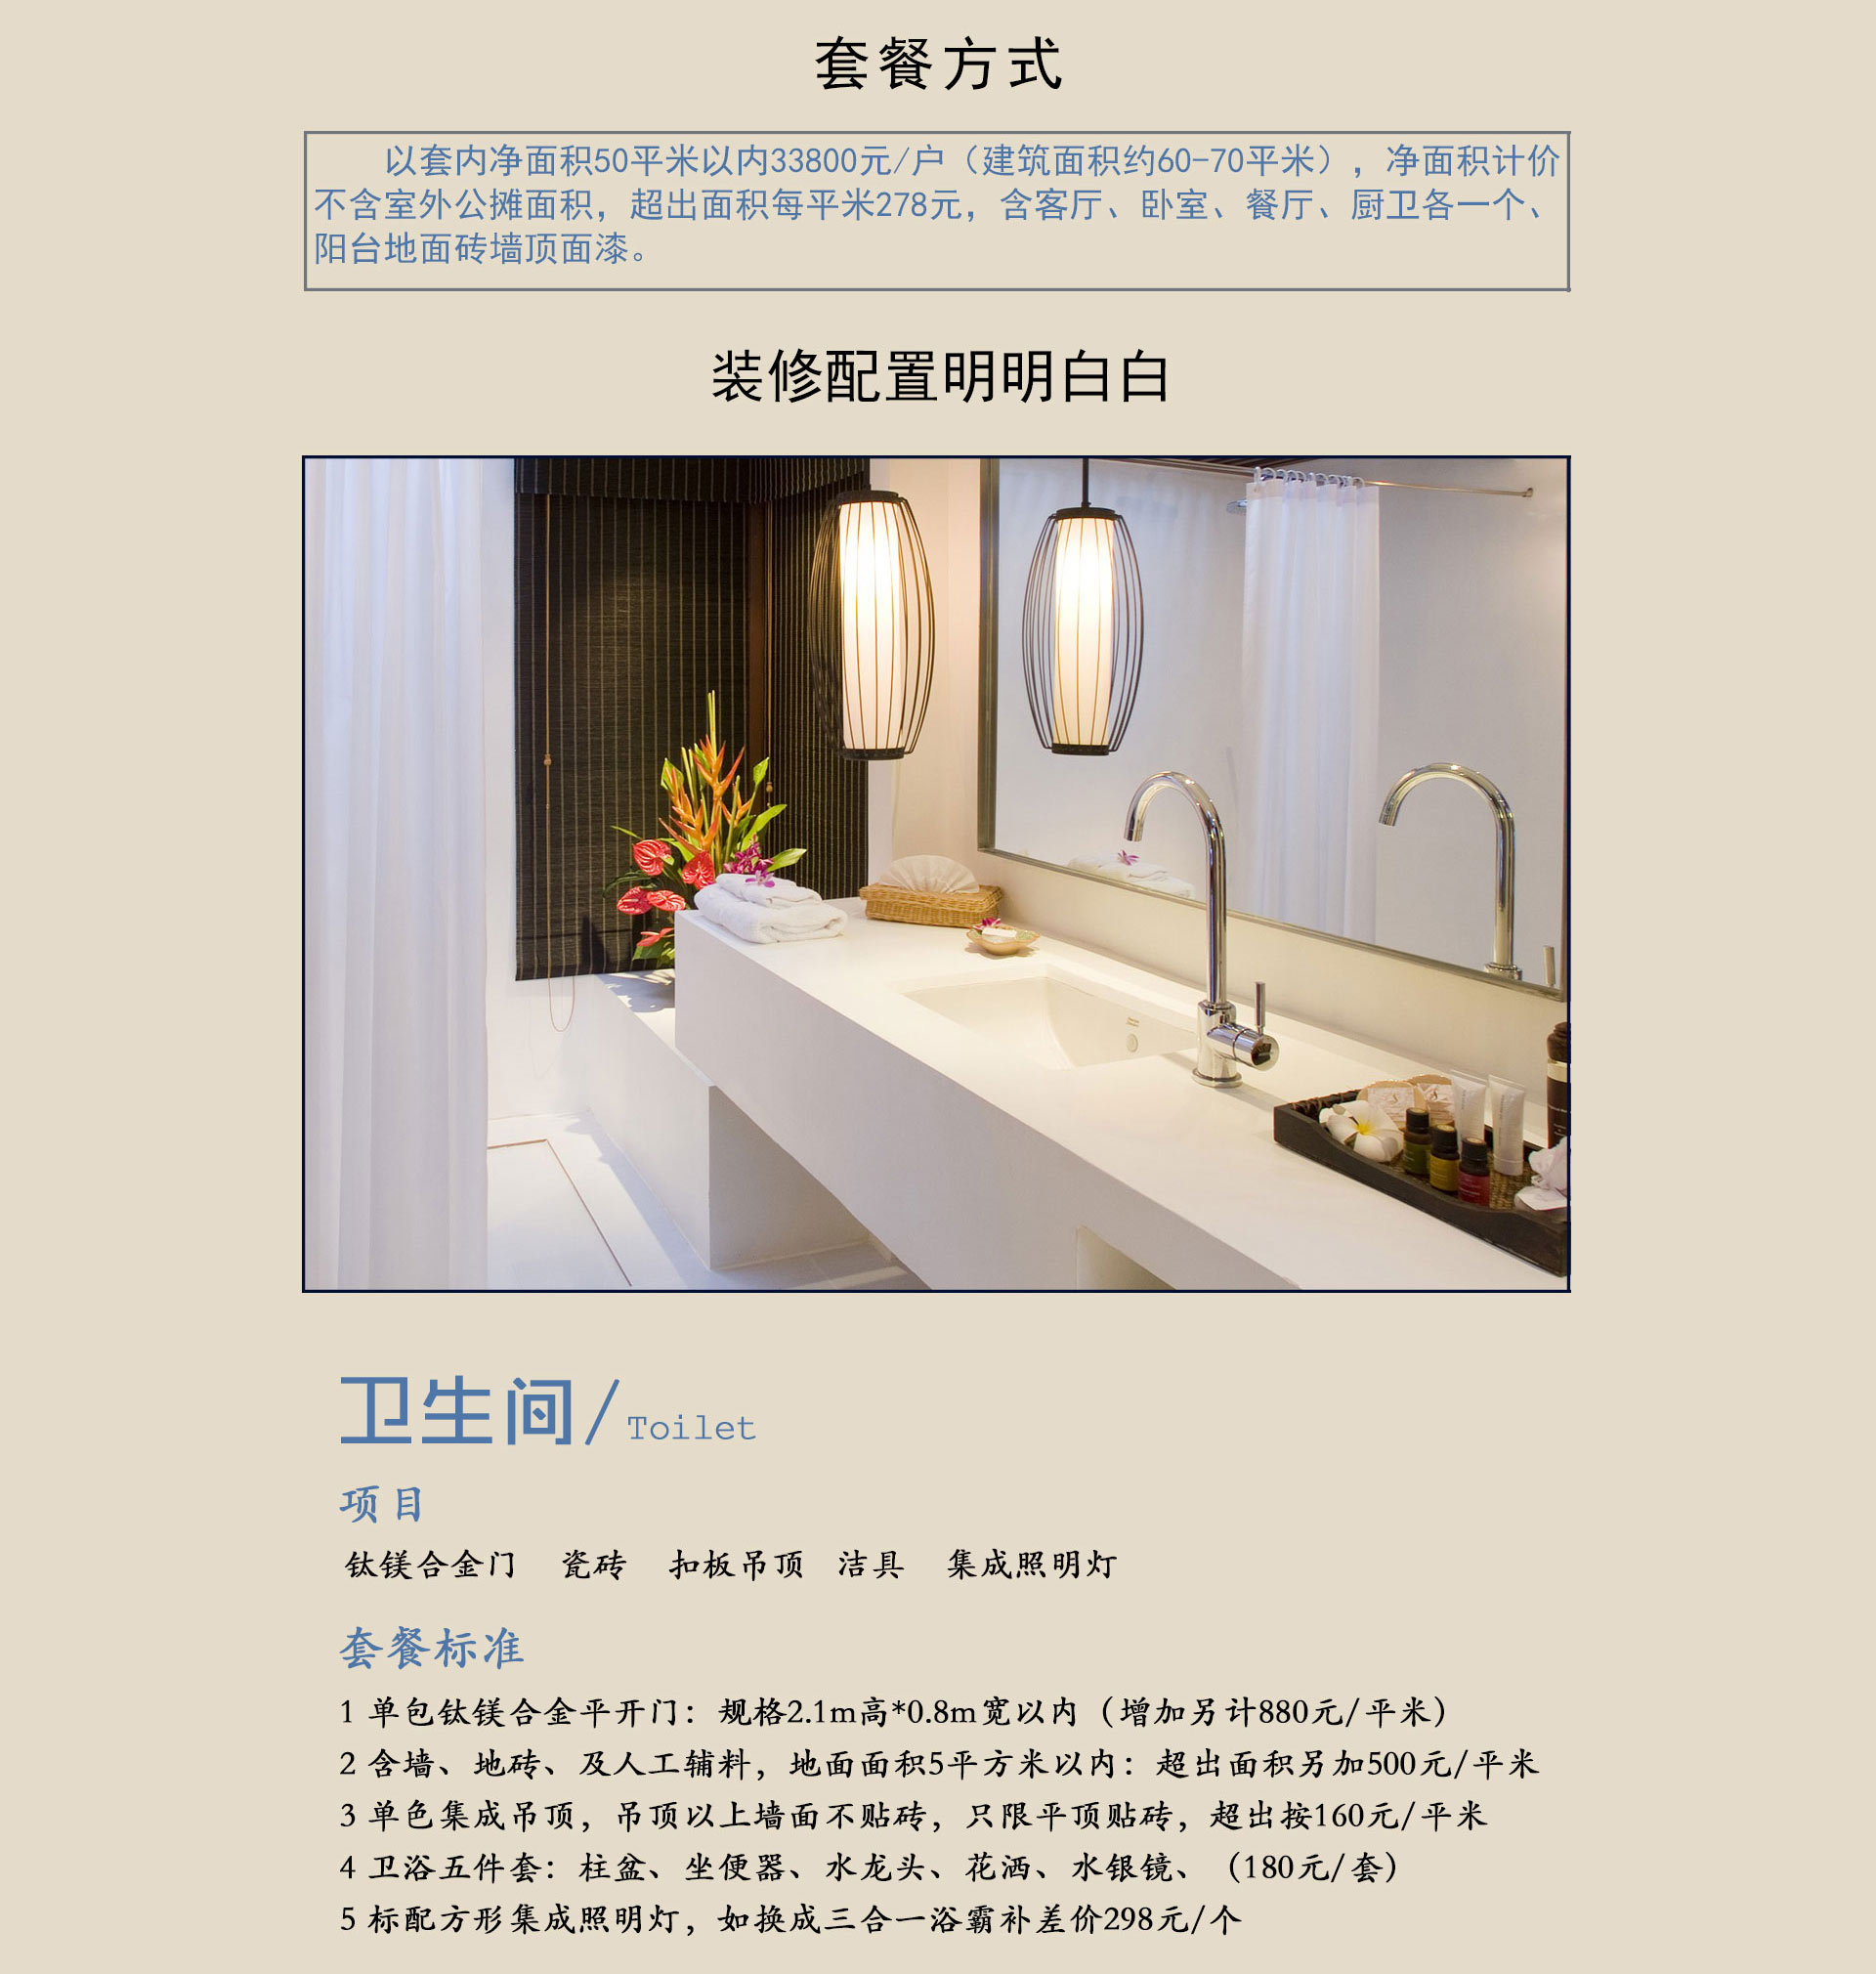 套餐方式
以套内净面积50平米以内33800元/户（建筑面积约60-70平米），净面积计价
不含室外公摊面积，超出面积每平米278元，含客厅、卧室、餐厅、厨卫各一个、
阳台地面砖墙顶面漆。
装修配置明明白白
卫生间/Toilet
项目
钛镁合金门 瓷砖 扣板吊顶 洁具 集成照明灯
套餐标准
1 单包钛镁合金平开门：规格2.1m高*0.8m宽以内（增加另计880元/平米）
2 含墙、地砖、及人工辅料，地面面积5平方米以内：超出面积另加500元/平米
3 单色集成吊顶，吊顶以上墙面不贴砖，只限平顶贴砖，超出按160元/平米
4 卫浴五件套：柱盆、坐便器、水龙头、花洒、水银镜、（180元/套）
5 标配方形集成照明灯，如换成三合一浴霸补差价298元/个